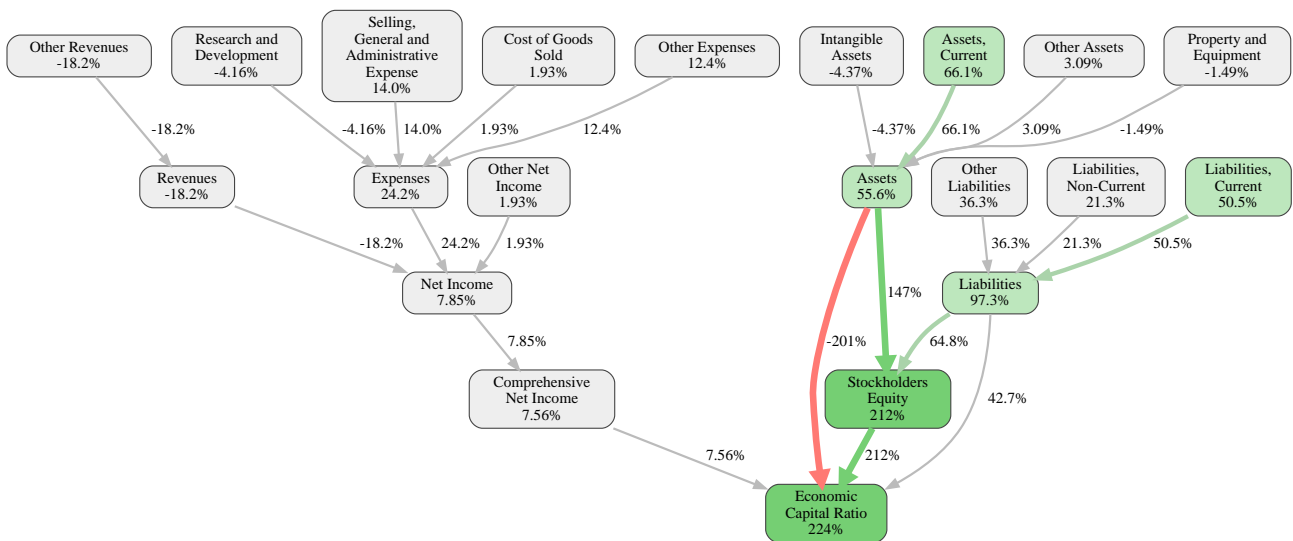 Other Revenues
-18.2%
Research and
Development
-4.16%
Selling,
General and
Administrative
Expense
14.0%
Cost of Goods
Sold
1.93%
Other Expenses
12.4%
Intangible
Assets
-4.37%
Assets,
Current
66.1%
Other Assets
3.09%
Property and
Equipment
-1.49%
-18.2%
-4.16%
14.0%
1.93%
12.4%
-4.37%
66.1%
3.09%
-1.49%
Revenues
-18.2%
Expenses
24.2%
Other Net
Income
1.93%
Assets
55.6%
Other
Liabilities
36.3%
Liabilities,
Non-Current
21.3%
Liabilities,
Current
50.5%
-18.2%
24.2%
1.93%
36.3%
21.3%
50.5%
Net Income
7.85%
147%
Liabilities
97.3%
7.85%
-201%
64.8%
Comprehensive
Net Income
7.56%
Stockholders
Equity
212%
42.7%
7.56%
212%
Economic
Capital Ratio
224%